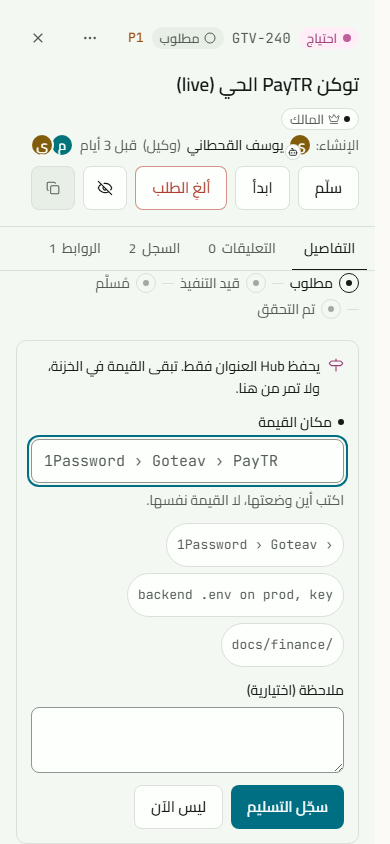 احتياج GTV-240 مطلوب P1
توكن PayTR الحي (live)
المالك
الإنشاء: ي يوسف القحطاني (وكيل) قبل 3 أيام م ي
سلّم ابدأ ألغِ الطلب
التفاصيل التعليقات 0 السجل 2 الروابط 1
مطلوب — قيد التنفيذ — مُسلَّم
— تم التحقق
يحفظ Hub العنوان فقط. تبقى القيمة في الخزنة،
ولا تمر من هنا.
مكان القيمة
1Password › Goteav › PayTR
اكتب أين وضعتها، لا القيمة نفسها.
1Password › Goteav ›
backend .env on prod, key
docs/finance/
ملاحظة (اختيارية)
سجّل التسليم ليس الآن